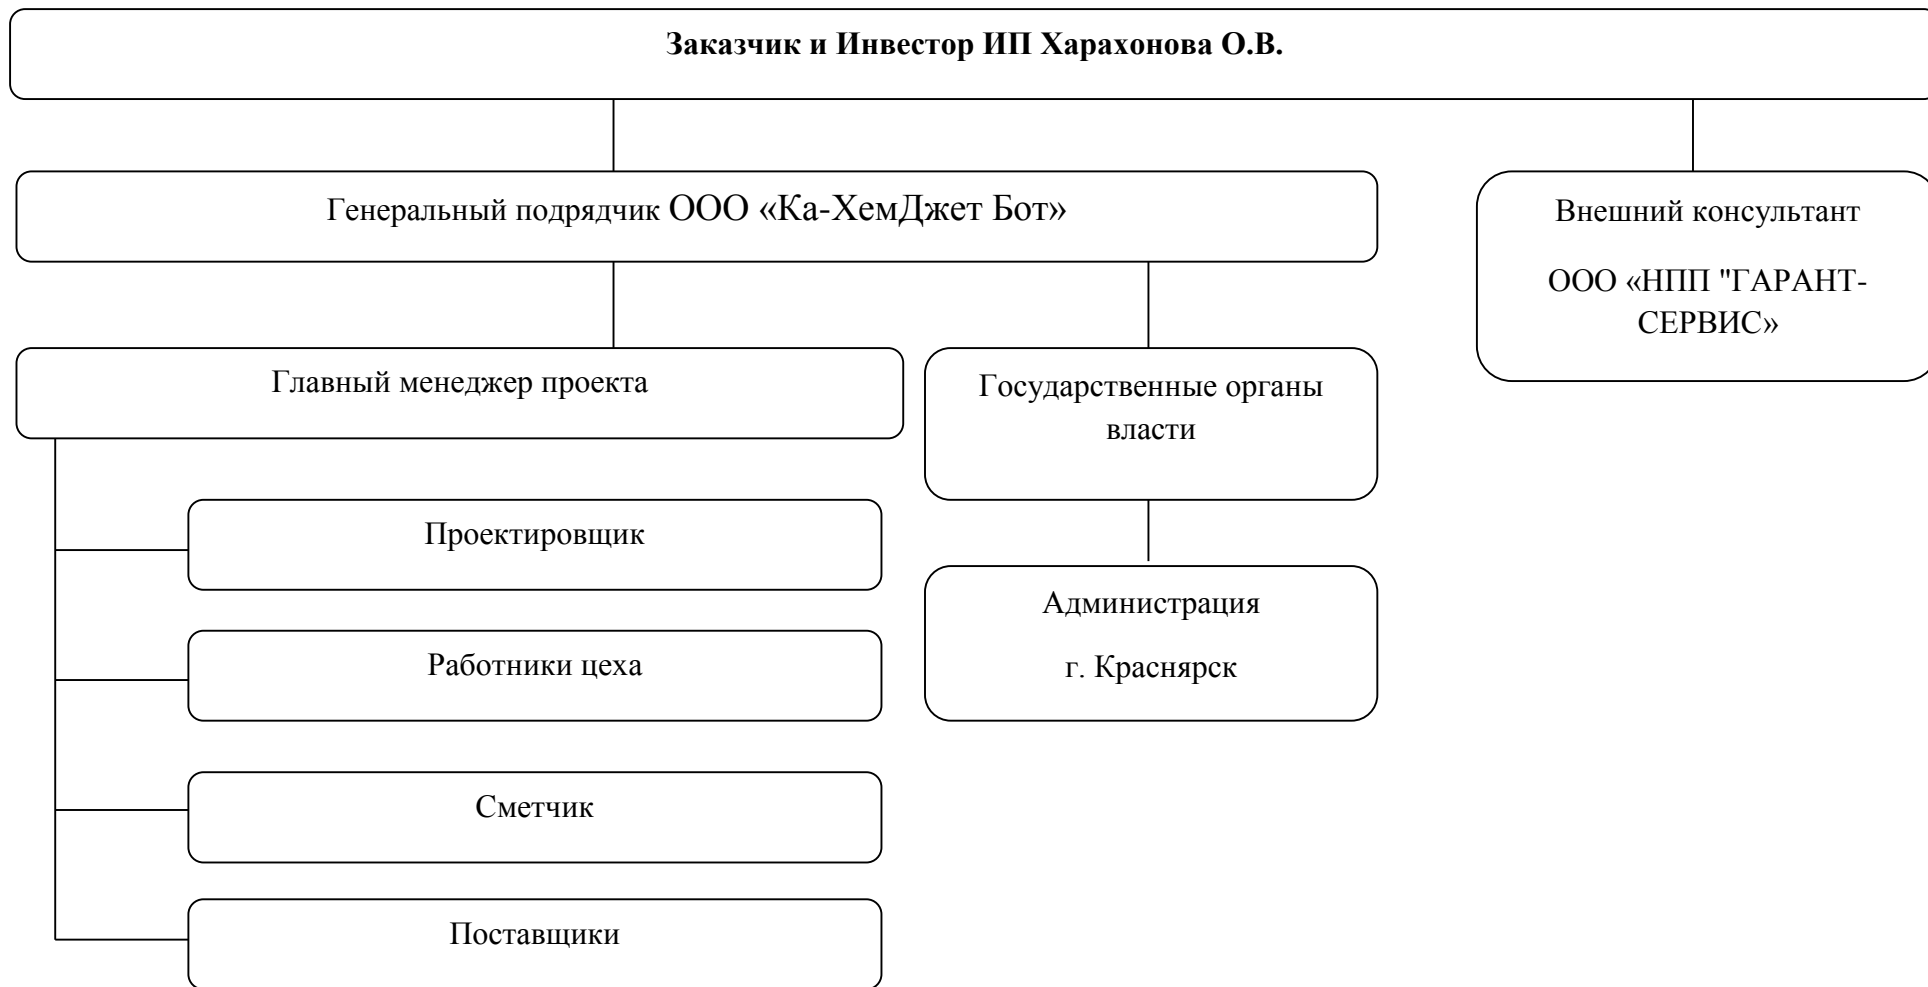 Заказчик и Инвестор ИП Харахонова О.В.
Генеральный подрядчик ООО «Ка-ХемДжет Бот»
Внешний консультант
ООО «НПП "ГАРАНТ-
СЕРВИС»
Главный менеджер проекта
Государственные органы
власти
Проектировщик
Администрация
г. Краснярск
Работники цеха
Сметчик
Поставщики